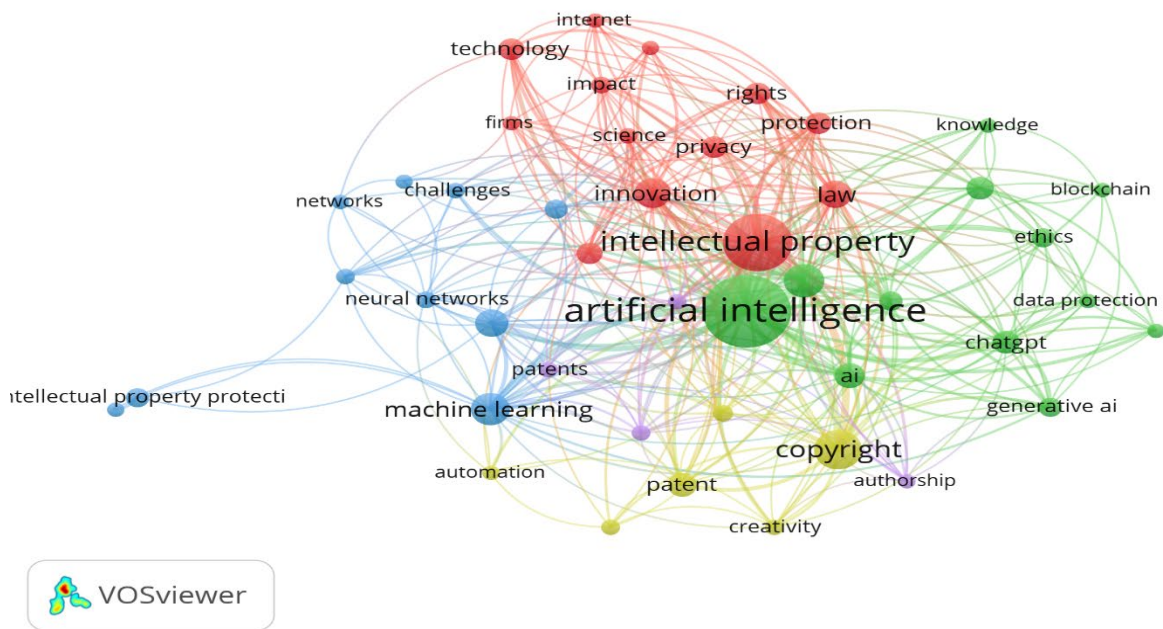 internet
technology
impact
rights
firms
science
protection
privacy
knowledge
networks
challenges
innovation
law
blockchain
intellectual property
ethics
neural networks
artificial intelligence
data protection
chatgpt
patents
ai
ntellectual property protecti
machine learning
generative ai
copyright
automation
patent
authorship
creativity
VOSviewer